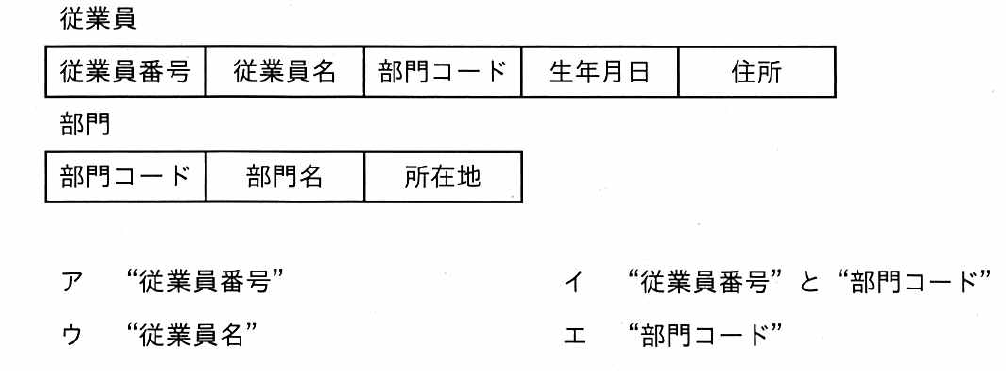 従業員
従業員番号 従業員名 部門コード 生年月日 住所
部門
部門コード 部門名 所在地
ア “従業員番号” イ “従業員番号” と “部門コード”
ウ “従業員名” エ “部門コード”